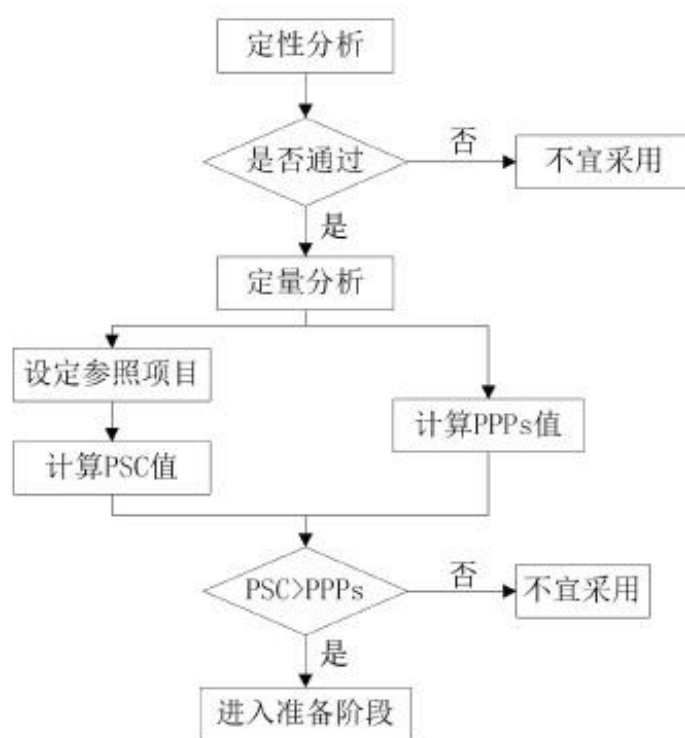 定性分析
是否通过
否
不宜采用
是
定量分析
设定参照项目
计算PPPs值
计算PSC值
PSC>PPPs
否
不宜采用
是
进入准备阶段